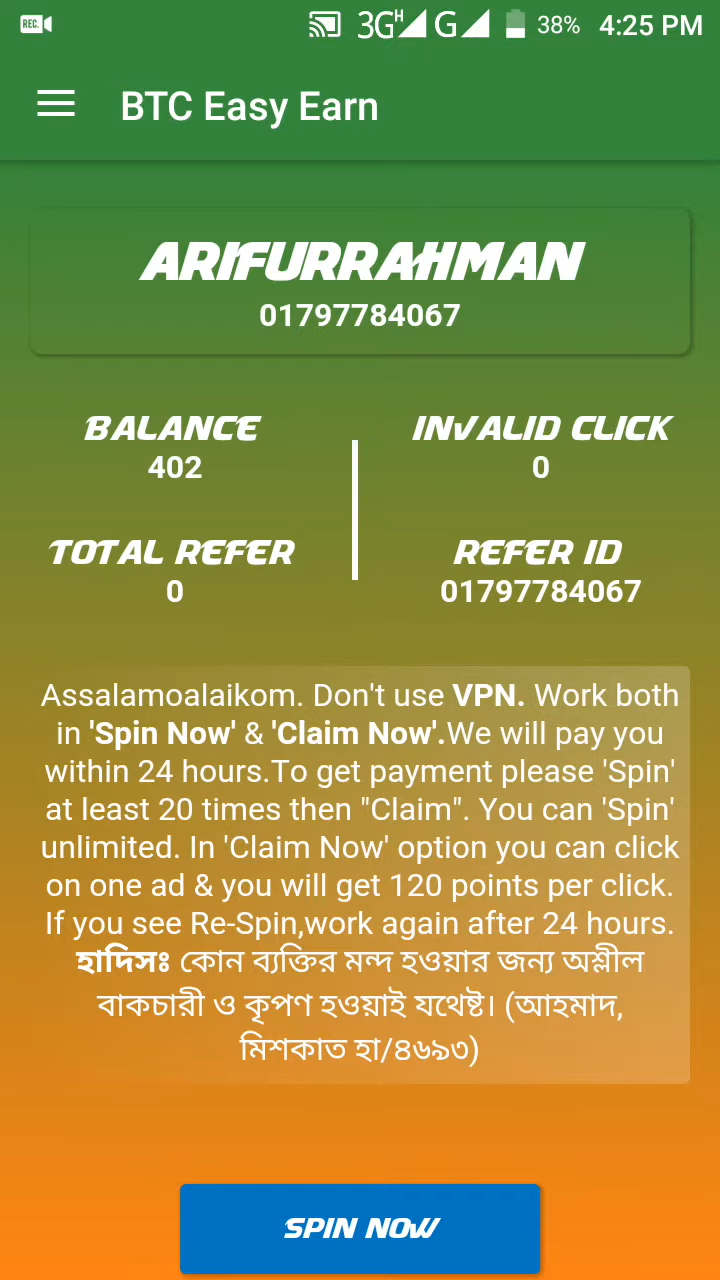 REC.
3G H G 38% 4:25 PM
BTC Easy Earn
ARIFURRAHMAN
01797784067
BALANCE INVALID CLICK
402 0
TOTAL REFER REFER ID
0 01797784067
Assalamoalaikom. Don't use VPN. Work both
in 'Spin Now' & 'Claim Now'.We will pay you
within 24 hours.To get payment please 'Spin'
at least 20 times then "Claim". You can 'Spin'
unlimited. In 'Claim Now' option you can click
on one ad & you will get 120 points per click.
If you see Re-Spin,work again after 24 hours.
হাদিসঃ কোন ব্যক্তির মন্দ হওয়ার জন্য অশ্লীল
বাকচারী ও কৃপণ হওয়াই যথেষ্ট। (আহমাদ,
মিশকাত হা/৪৬৯৩)
SPIN NOW